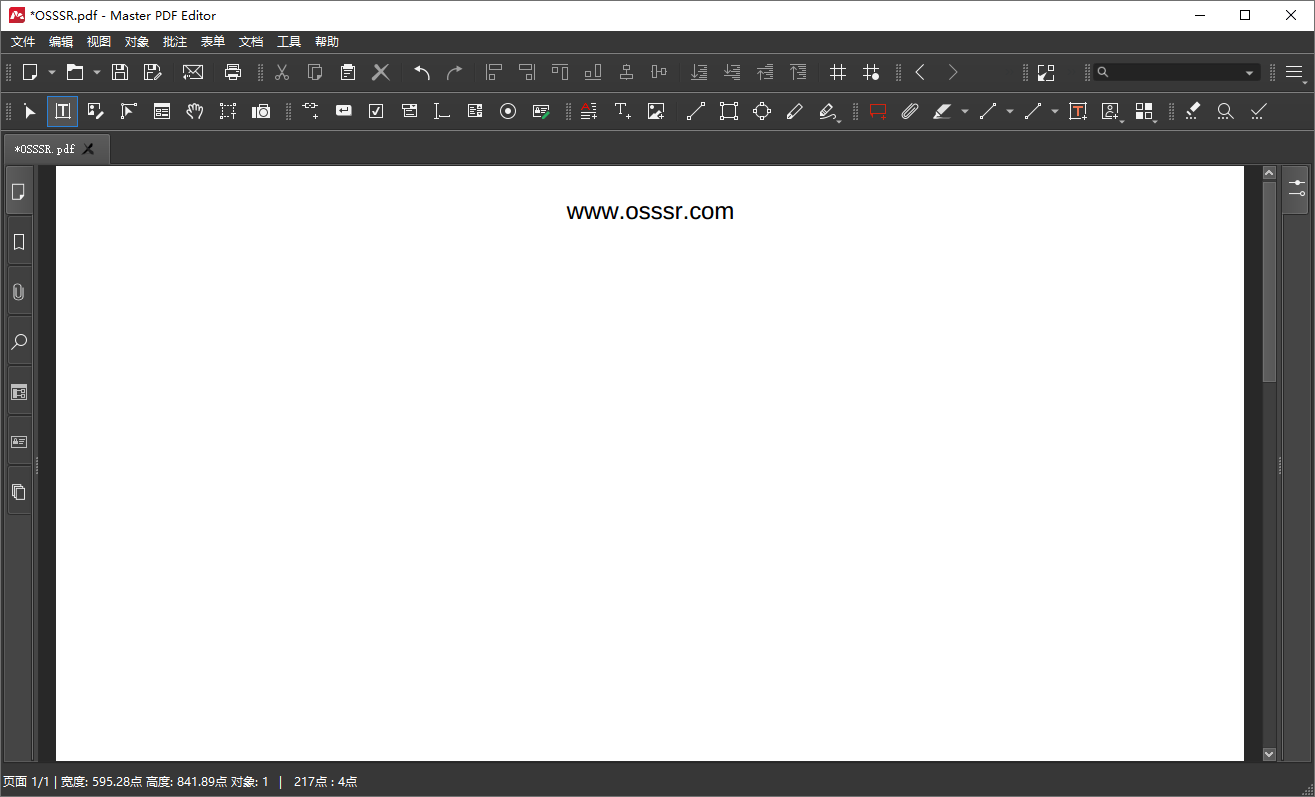 *OSSSR.pdf - Master PDF Editor
文件 编辑 视图 对象 批注 表单 文档 工具 帮助
*OSSSR.pdf
www.osssr.com
页面 1/1 | 宽度: 595.28点 高度: 841.89点 对象: 1 | 217点 : 4点